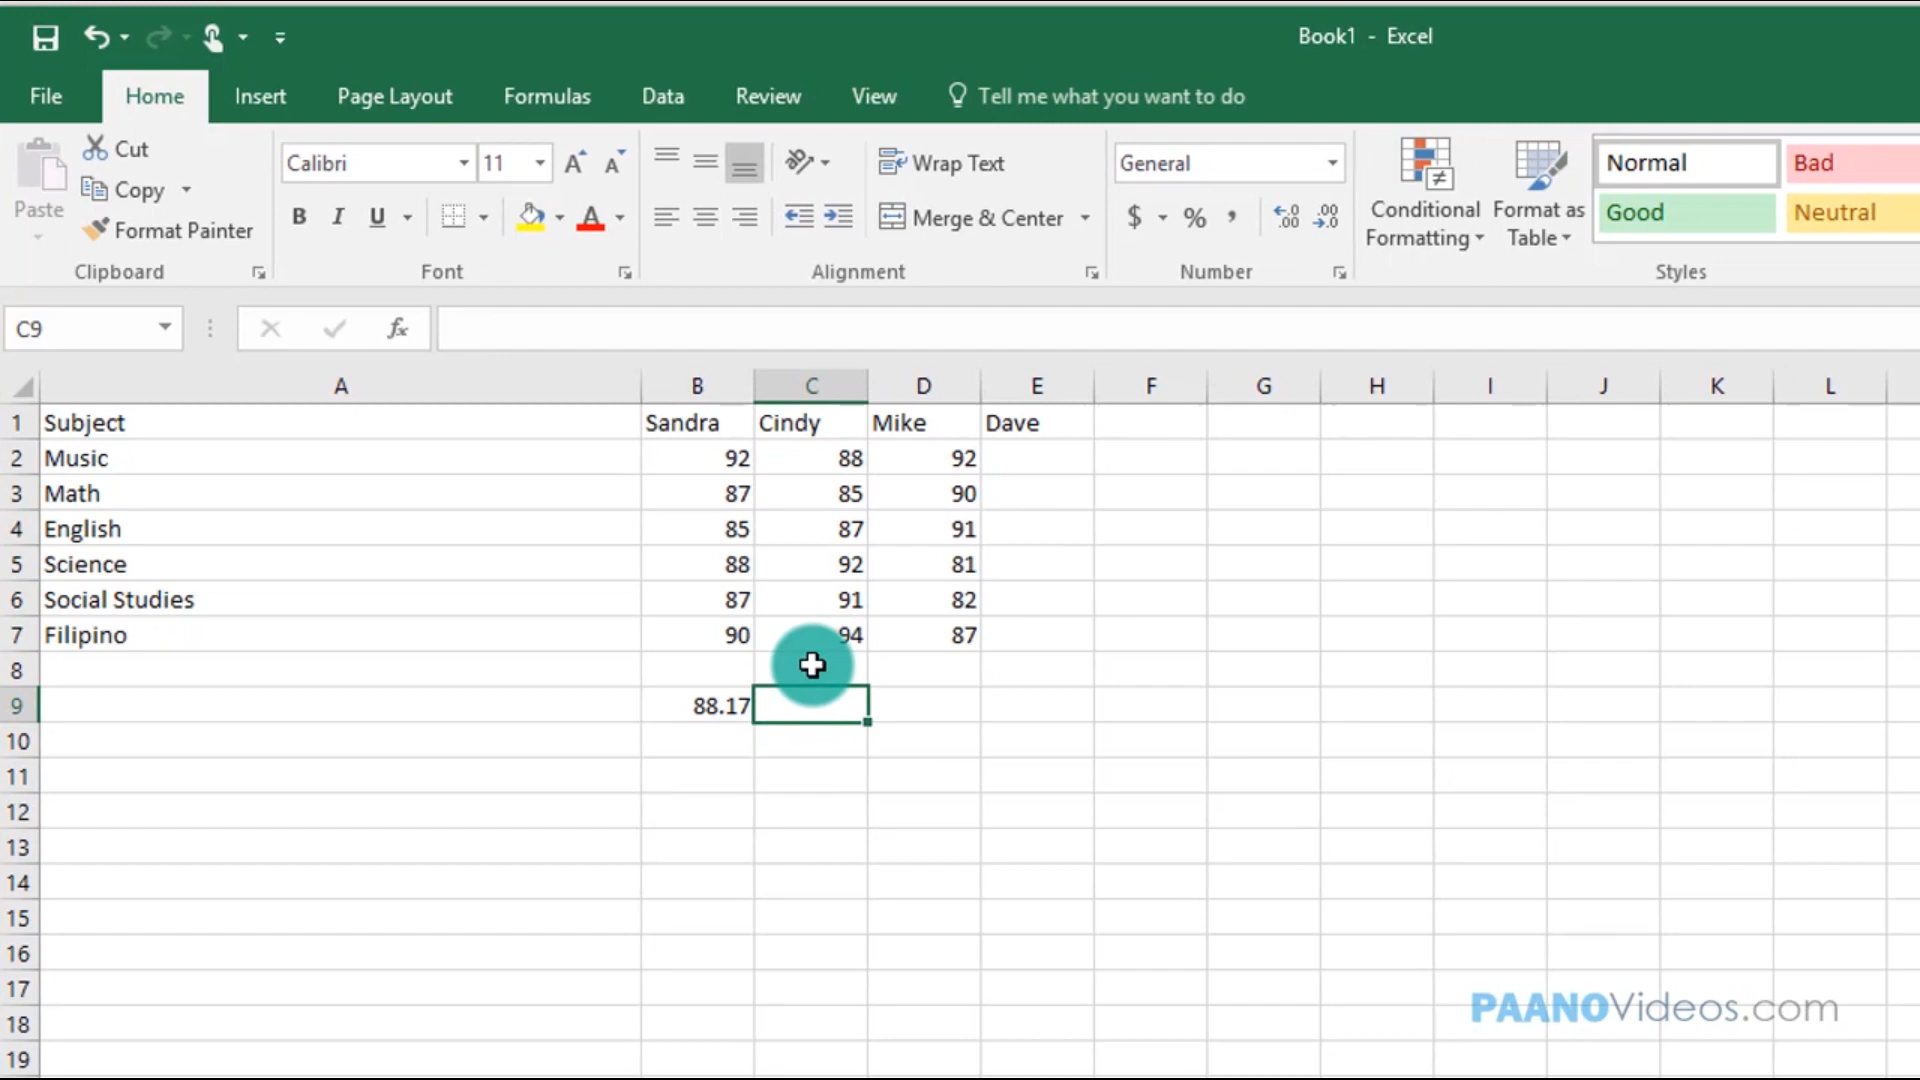 Book1 - Excel
File Home Insert Page Layout Formulas Data Review View Tell me what you want to do
Paste
Cut
Copy
Format Painter
Clipboard
Calibri 11 A A
B I U A
Font
Wrap Text
Merge & Center
Alignment
General
$ % , .00 .00
Number
Conditional Formatting
Format as Table
Normal Bad
Good Neutral
Styles
C9 fx
A B C D E F G H I J K L
1 Subject Sandra Cindy Mike Dave
2 Music 92 88 92
3 Math 87 85 90
4 English 85 87 91
5 Science 88 92 81
6 Social Studies 87 91 82
7 Filipino 90 94 87
8
9 88.17
10
11
12
13
14
15
16
17
PAANOVideos.com
18
19